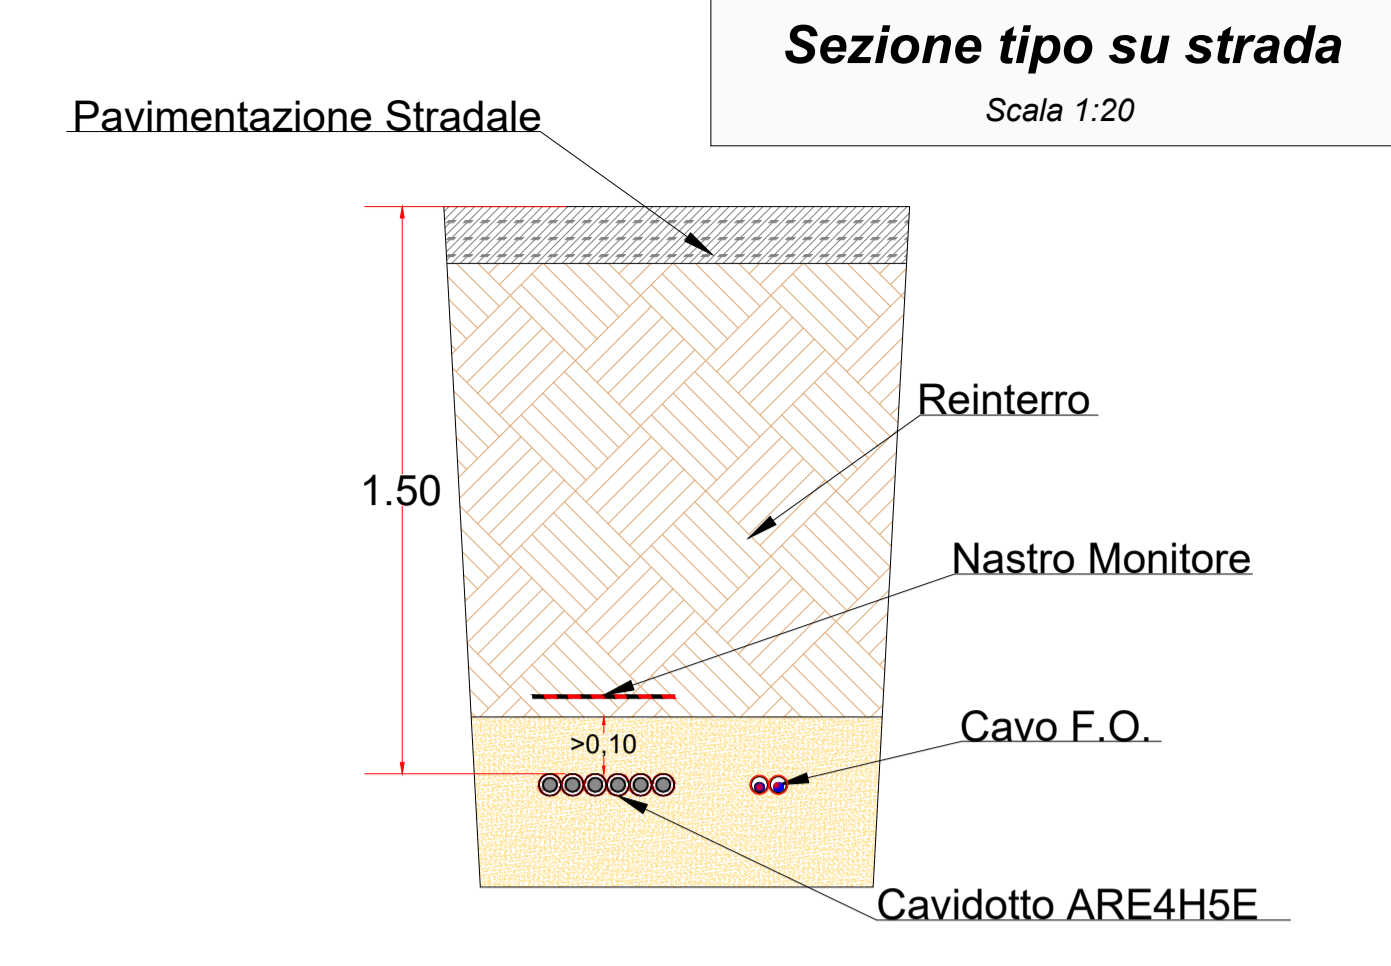 Sezione tipo su strada
Scala 1:20
Pavimentazione Stradale
Reinterro
1.50
Nastro Monitore
Cavo F.O.
>0,10
Cavidotto ARE4H5E